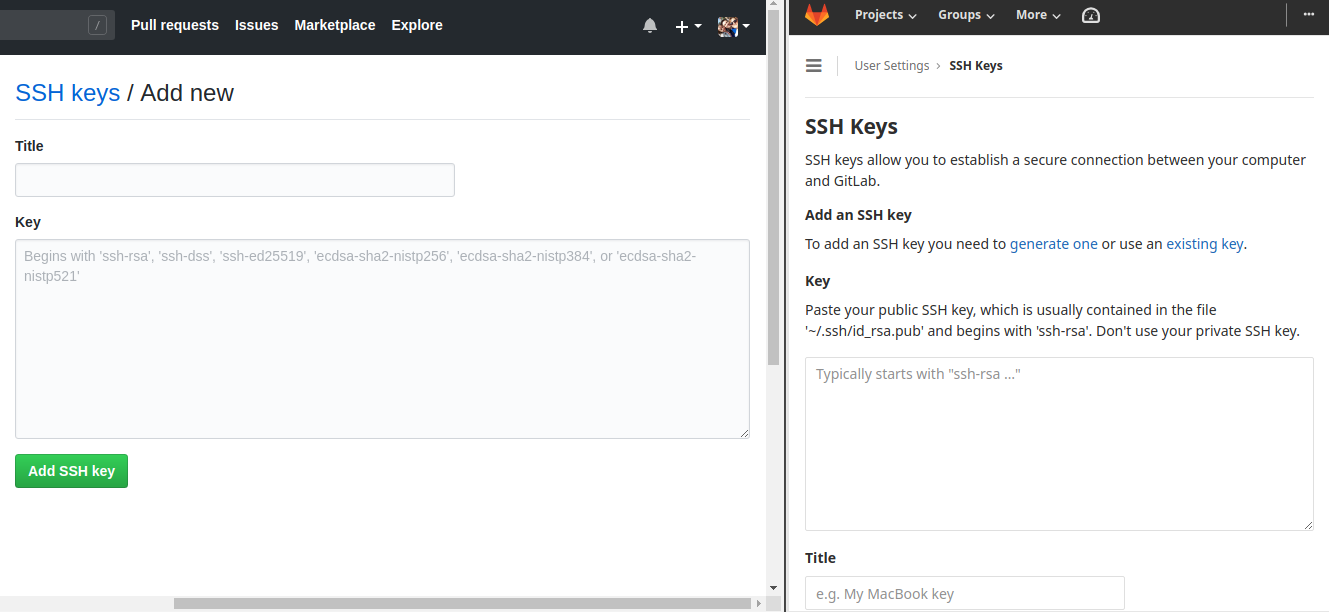 /
Pull requests Issues Marketplace Explore
SSH keys / Add new
Title
Key
Begins with 'ssh-rsa', 'ssh-dss', 'ssh-ed25519', 'ecdsa-sha2-nistp256', 'ecdsa-sha2-nistp384', or 'ecdsa-sha2-
nistp521'
Add SSH key
Projects Groups More
User Settings › SSH Keys
SSH Keys
SSH keys allow you to establish a secure connection between your computer
and GitLab.
Add an SSH key
To add an SSH key you need to generate one or use an existing key.
Key
Paste your public SSH key, which is usually contained in the file
'~/.ssh/id_rsa.pub' and begins with 'ssh-rsa'. Don't use your private SSH key.
Typically starts with "ssh-rsa ..."
Title
e.g. My MacBook key